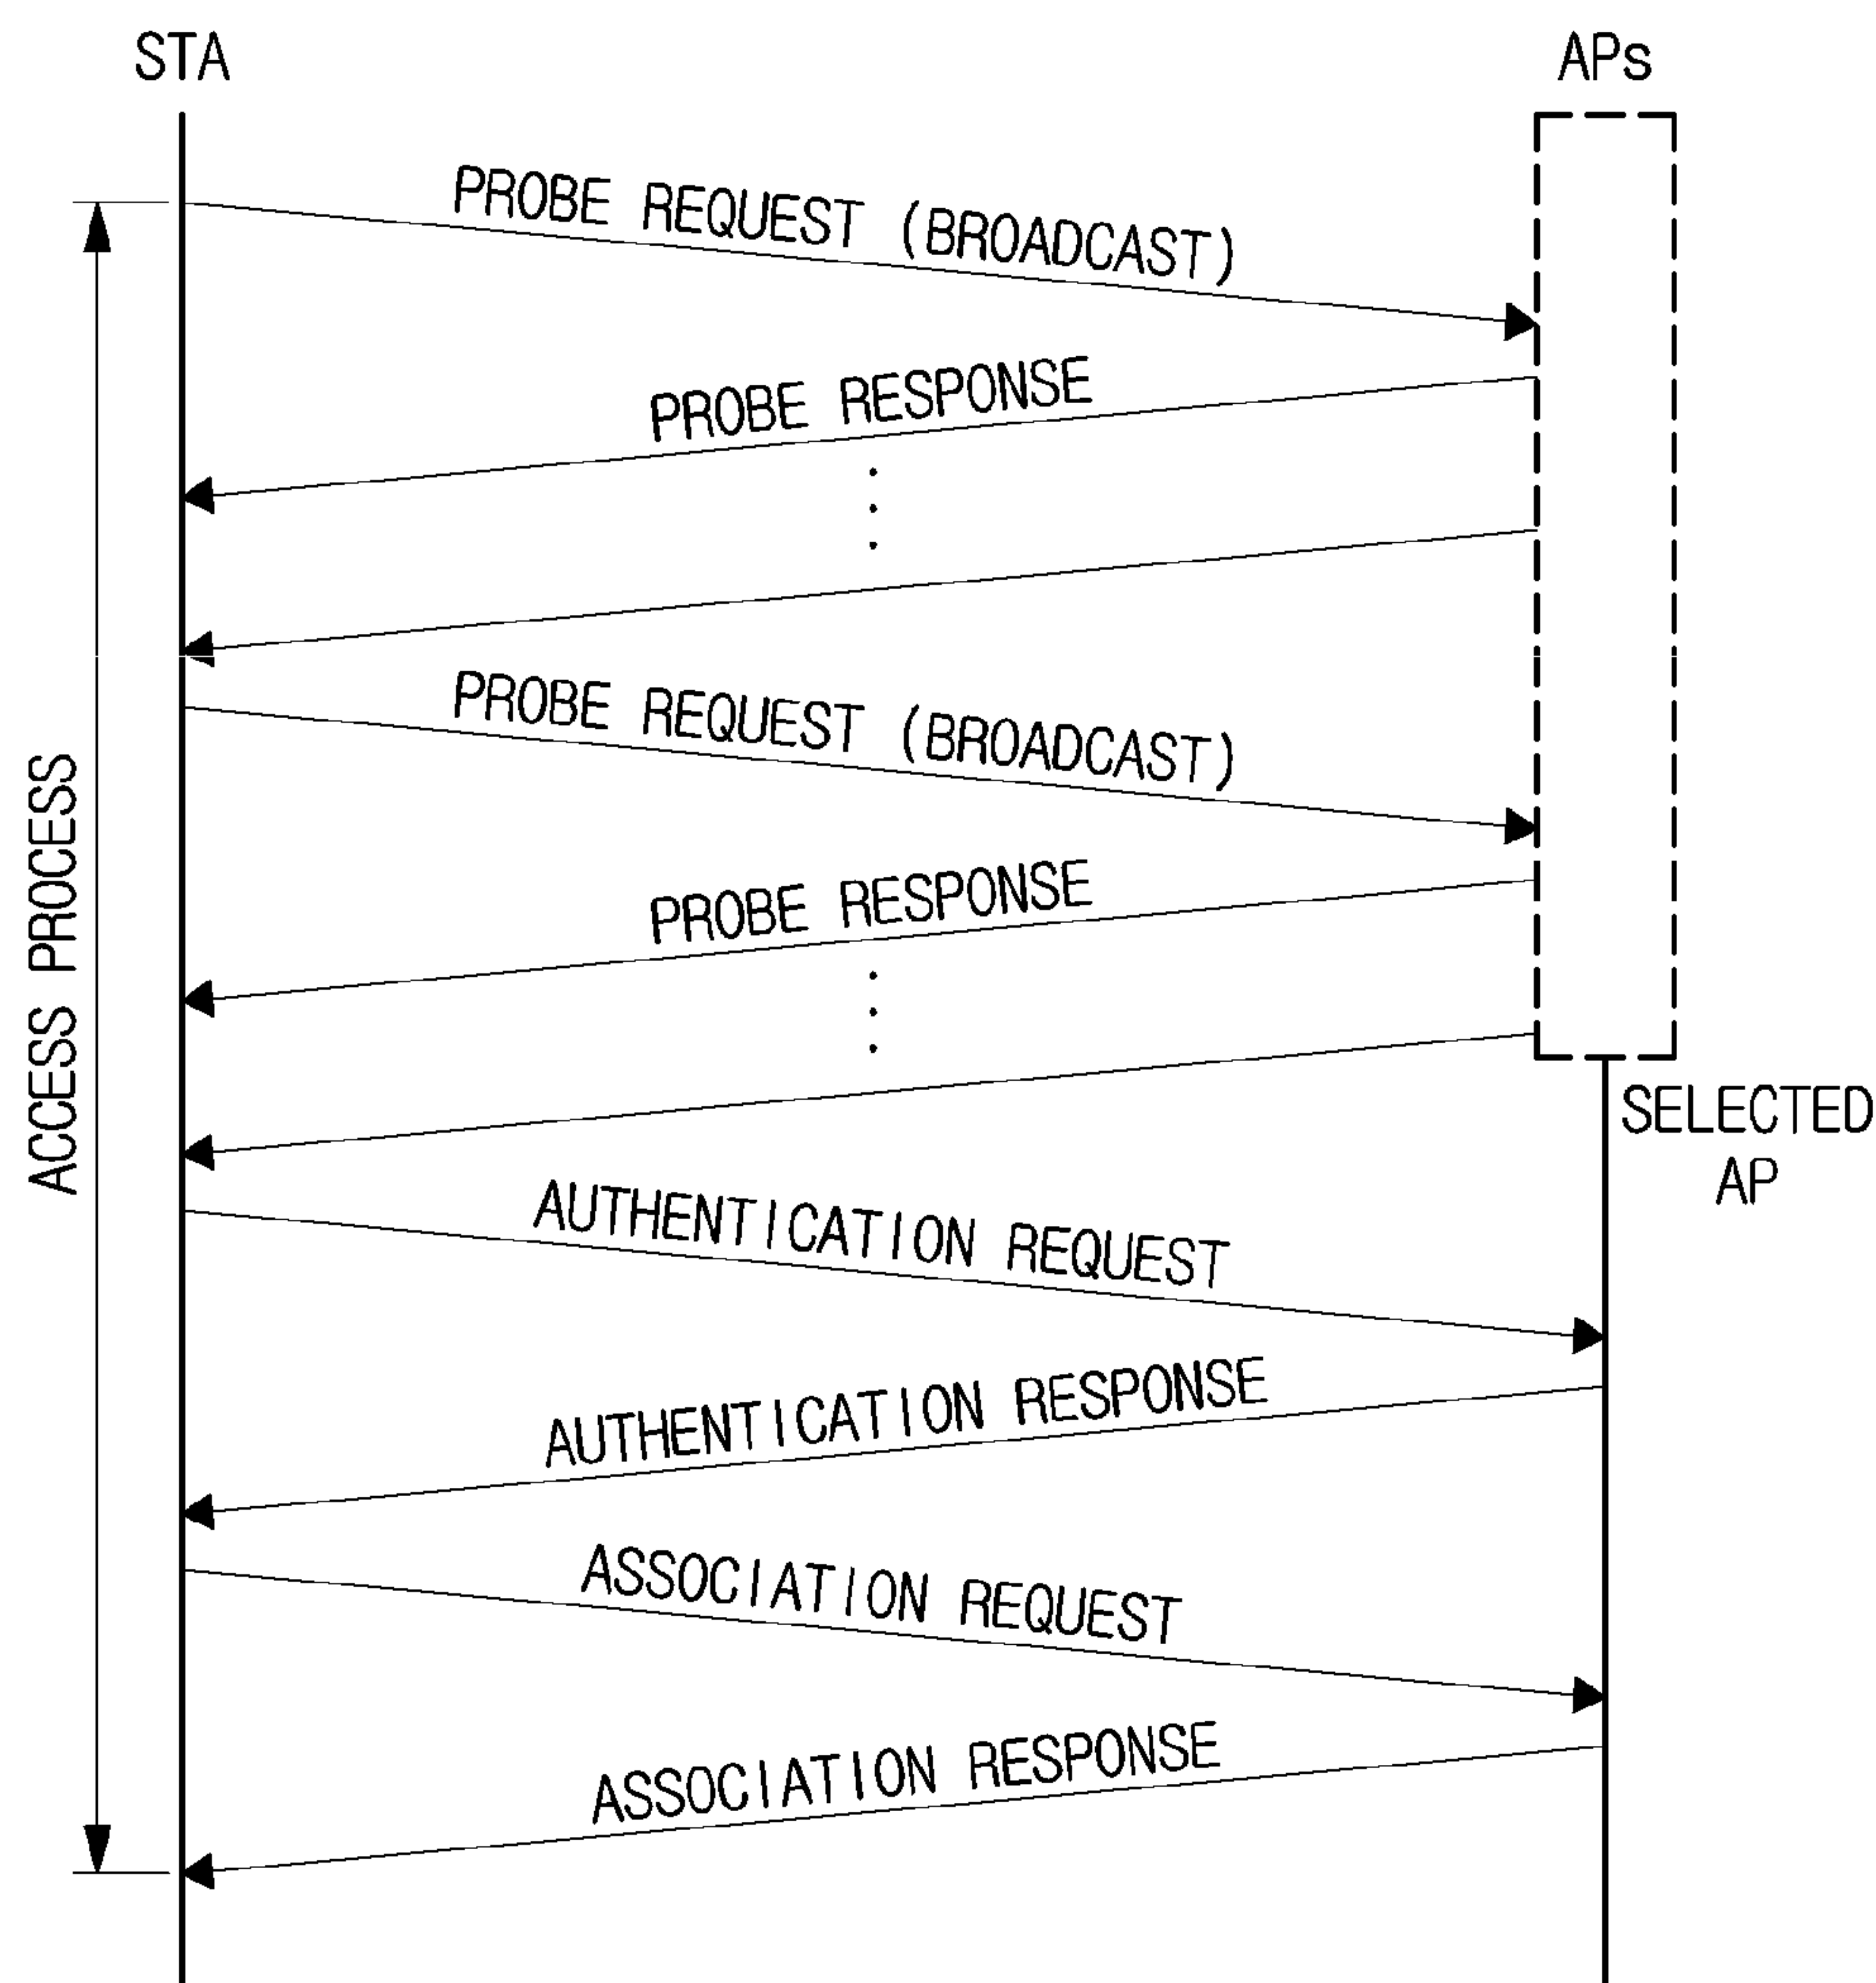 STA
APs
PROBE REQUEST (BROADCAST)
PROBE RESPONSE
PROBE REQUEST (BROADCAST)
PROBE RESPONSE
ACCESS PROCESS
SELECTED
AP
AUTHENTICATION REQUEST
AUTHENTICATION RESPONSE
ASSOCIATION REQUEST
ASSOCIATION RESPONSE